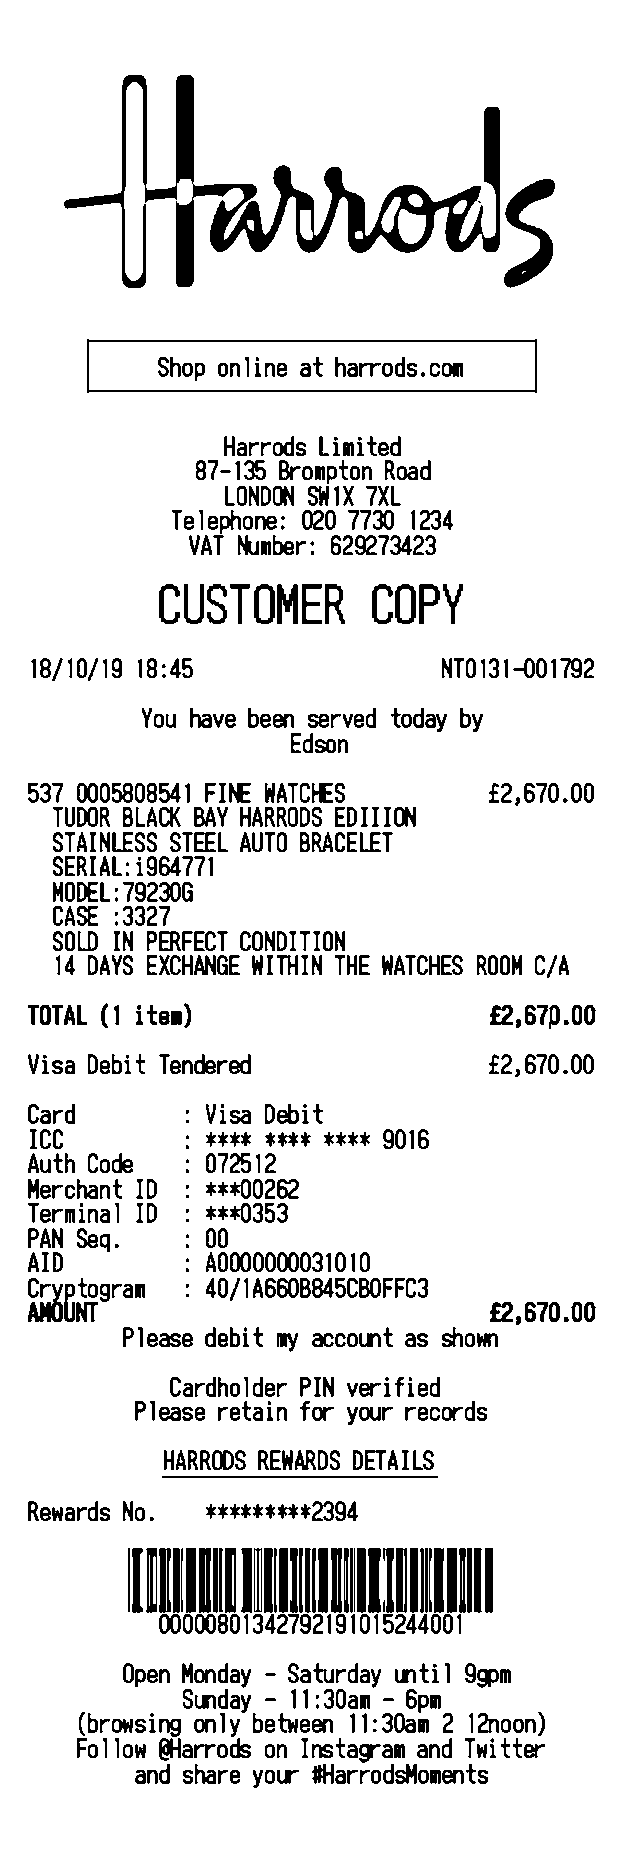 Harrods
Shop online at harrods.com
Harrods Limited
87-135 Brompton Road
LONDON SW1X 7XL
Telephone: 020 7730 1234
VAT Number: 629273423
CUSTOMER COPY
18/10/19 18:45 NT0131-001792
You have been served today by
Edson
537 0005808541 FINE WATCHES £2,670.00
TUDOR BLACK BAY HARRODS EDIIION
STAINLESS STEEL AUTO BRACELET
SERIAL:i964771
MODEL:79230G
CASE :3327
SOLD IN PERFECT CONDITION
14 DAYS EXCHANGE WITHIN THE WATCHES ROOM C/A
TOTAL (1 item) £2,670.00
Visa Debit Tendered £2,670.00
Card : Visa Debit
ICC : **** **** **** 9016
Auth Code : 072512
Merchant ID : ***00262
Terminal ID : ***0353
PAN Seq. : 00
AID : A0000000031010
Cryptogram : 40/1A660B845CB0FFC3
AMOUNT £2,670.00
Please debit my account as shown
Cardholder PIN verified
Please retain for your records
HARRODS REWARDS DETAILS
Rewards No. *********2394
00000801342792191015244001
Open Monday - Saturday until 9gpm
Sunday - 11:30am - 6pm
(browsing only between 11:30am 2 12noon)
Follow @Harrods on Instagram and Twitter
and share your #HarrodsMoments